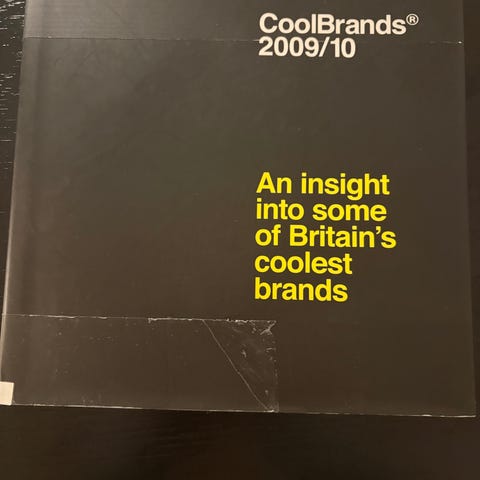 CoolBrands®
2009/10
An insight
into some
of Britain's
coolest
brands